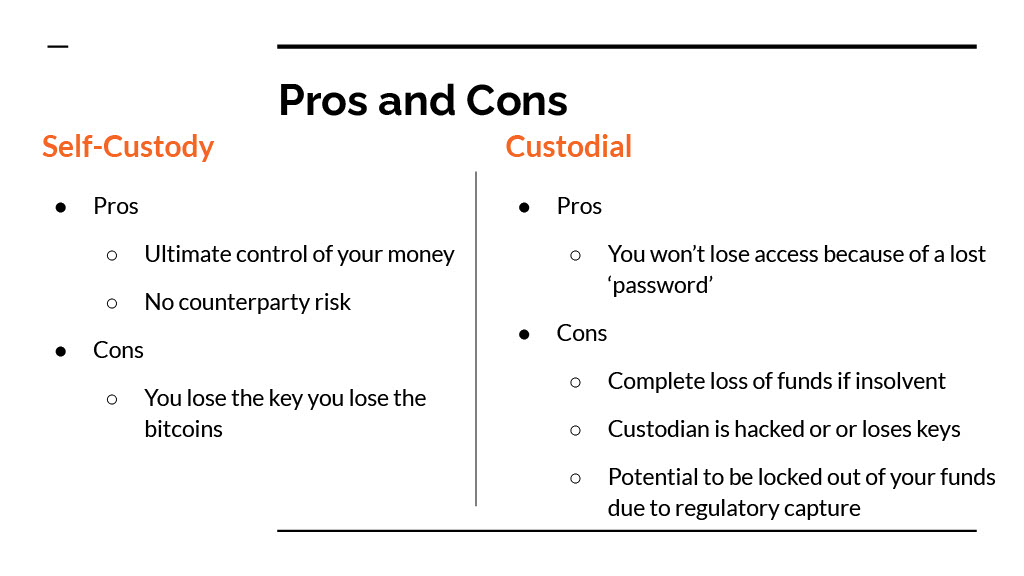 Pros and Cons
Self-Custody
● Pros
○ Ultimate control of your money
○ No counterparty risk
● Cons
○ You lose the key you lose the
bitcoins
Custodial
● Pros
○ You won’t lose access because of a lost
‘password’
● Cons
○ Complete loss of funds if insolvent
○ Custodian is hacked or or loses keys
○ Potential to be locked out of your funds
due to regulatory capture